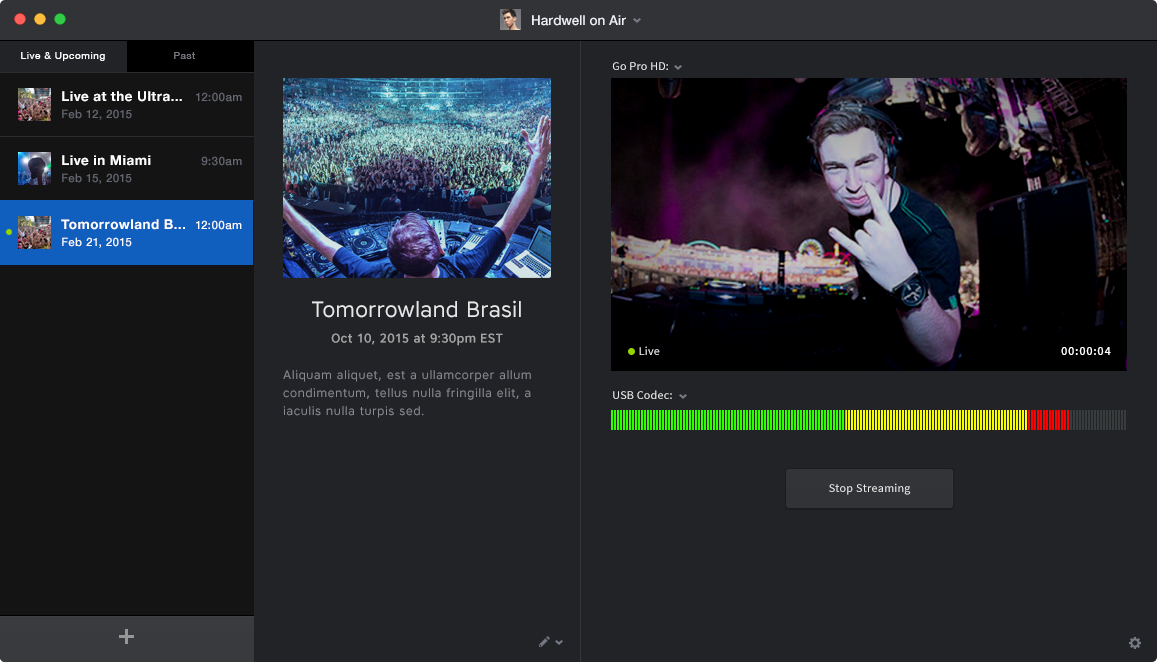 Hardwell on Air
Live & Upcoming
Past
Live at the Ultra... 12:00am
Feb 12, 2015
Live in Miami 9:30am
Feb 15, 2015
Tomorrowland B... 12:00am
Feb 21, 2015
Tomorrowland Brasil
Oct 10, 2015 at 9:30pm EST
Aliquam aliquet, est a ullamcorper allum
condimentum, tellus nulla fringilla elit, a
iaculis nulla turpis sed.
Go Pro HD:
Live 00:00:04
USB Codec:
Stop Streaming